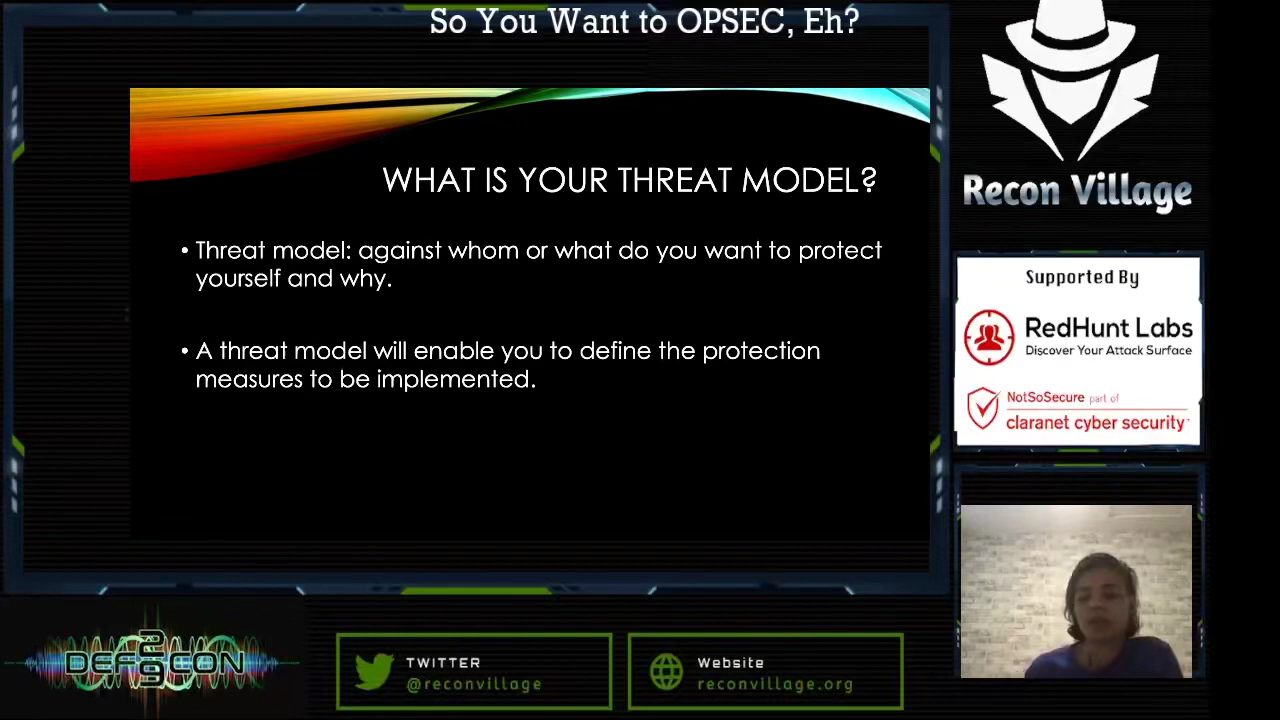 So You Want to OPSEC, Eh?
WHAT IS YOUR THREAT MODEL?
• Threat model: against whom or what do you want to protect
yourself and why.
• A threat model will enable you to define the protection
measures to be implemented.
Recon Village
Supported By
RedHunt Labs
Discover Your Attack Surface
NotSoSecure part of
claranet cyber security
DEFCON
29
TWITTER
@reconvillage
Website
reconvillage.org